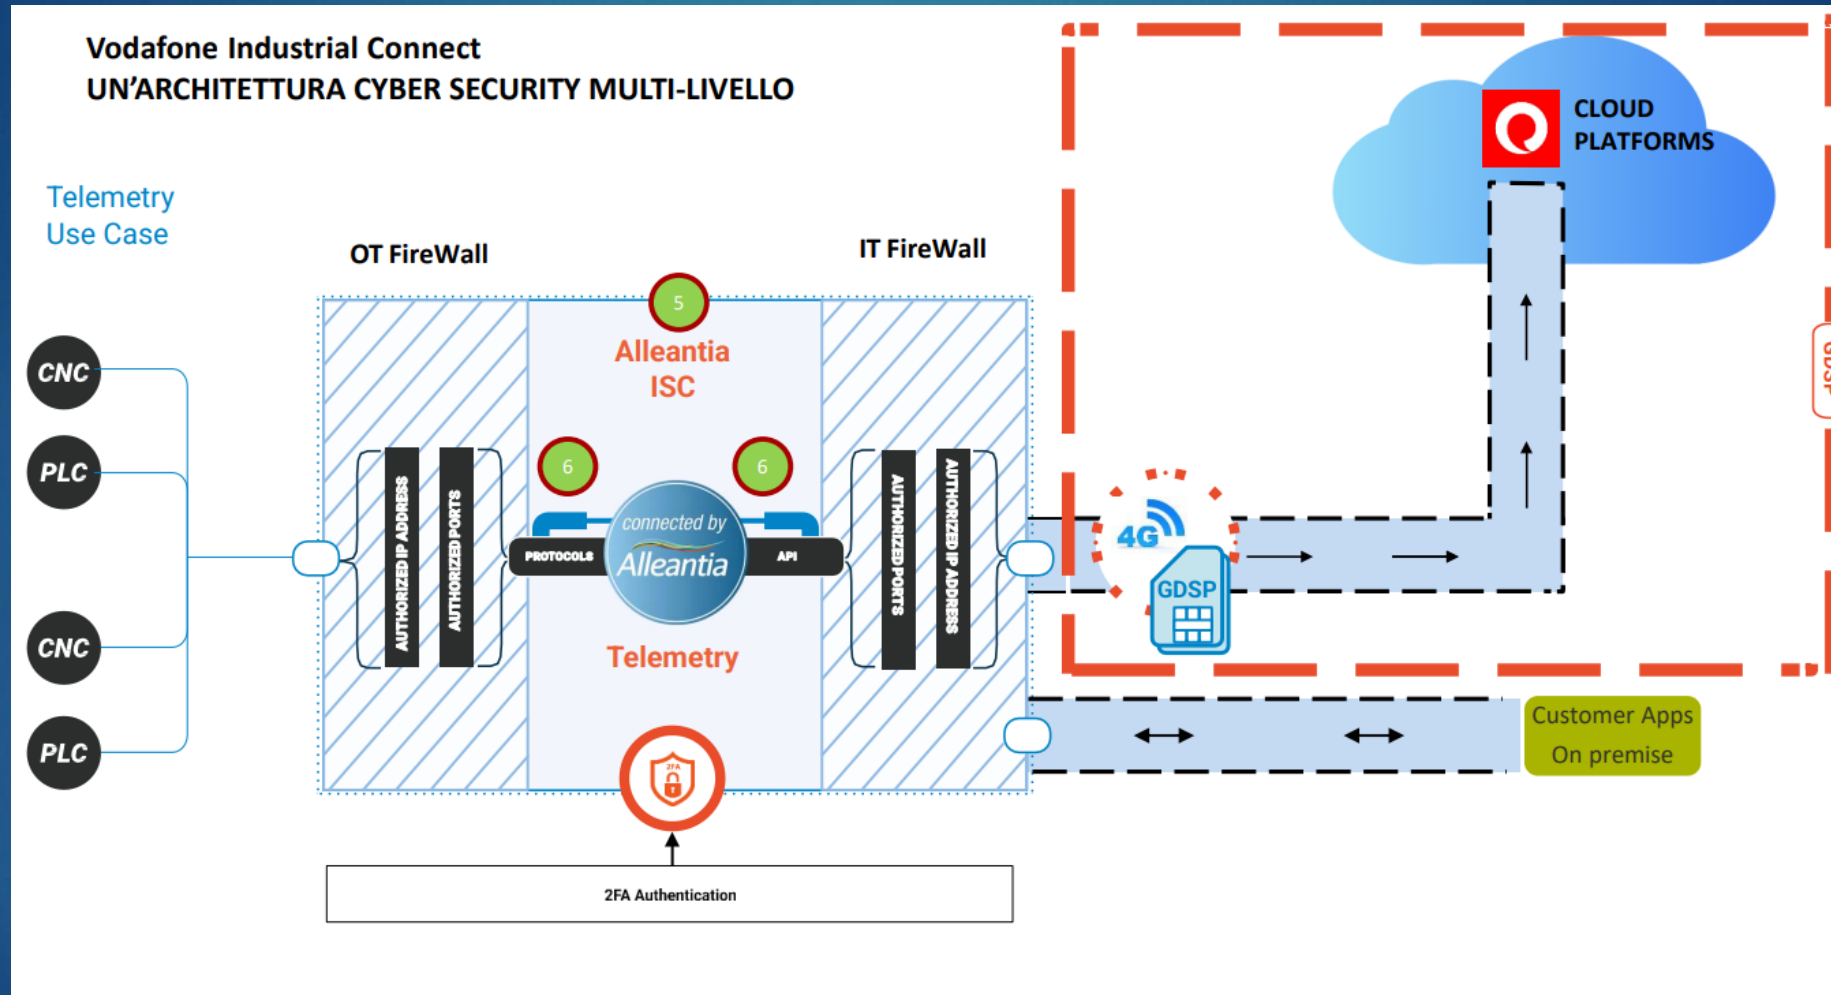 Vodafone Industrial Connect
UN'ARCHITETTURA CYBER SECURITY MULTI-LIVELLO
CLOUD
PLATFORMS
Telemetry
Use Case
OT FireWall
IT FireWall
5
Alleantia
ISC
GDSP
CNC
PLC
CNC
PLC
6
6
AUTHORIZED IP ADDRESS
AUTHORIZED PORTS
PROTOCOLS
connected by
Alleantia
API
AUTHORIZED PORTS
AUTHORIZED IP ADDRESS
4G
GDSP
Telemetry
Customer Apps
On premise
2FA
2FA Authentication